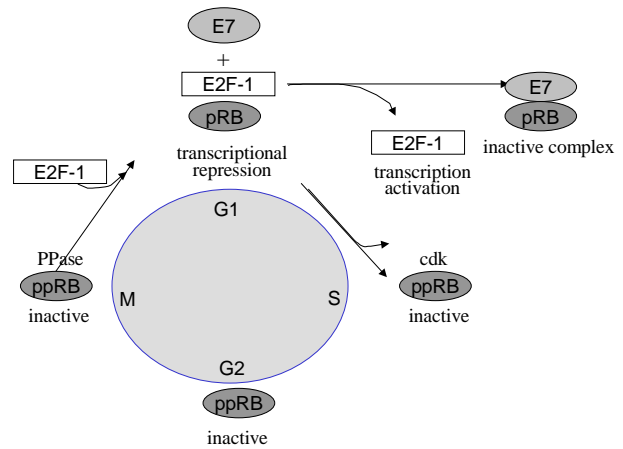 E7
+
E2F-1
pRB
transcriptional
repression
E7
pRB
inactive complex
E2F-1
transcription
activation
E2F-1
G1
PPase
ppRB
inactive
M
S
cdk
ppRB
inactive
G2
ppRB
inactive